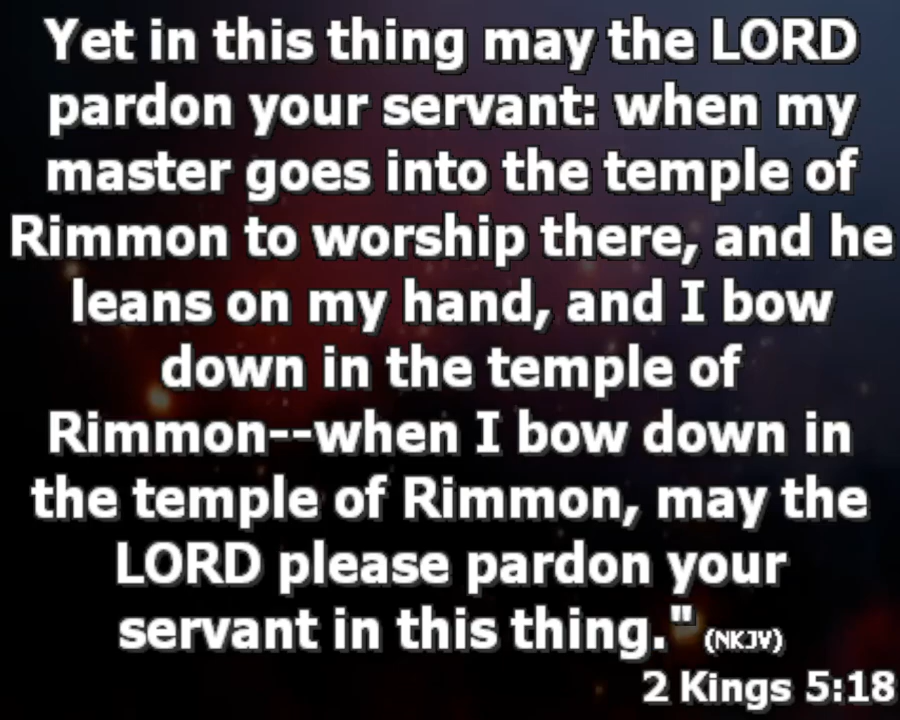 Yet in this thing may the LORD
pardon your servant: when my
master goes into the temple of
Rimmon to worship there, and he
leans on my hand, and I bow
down in the temple of
Rimmon--when I bow down in
the temple of Rimmon, may the
LORD please pardon your
servant in this thing." (NKJV)
2 Kings 5:18